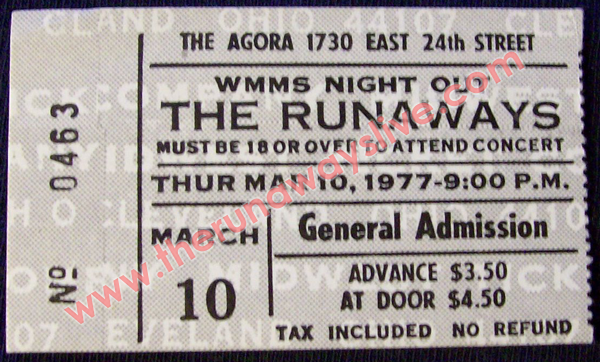 THE AGORA 1730 EAST 24th STREET
WMMS NIGHT OUT
THE RUNAWAYS
MUST BE 18 OR OVER TO ATTEND CONCERT
THUR MAR 10, 1977-9:00 P.M.
MARCH
10
General Admission
ADVANCE $3.50
AT DOOR $4.50
TAX INCLUDED NO REFUND
No 0463
www.therunawayslive.com